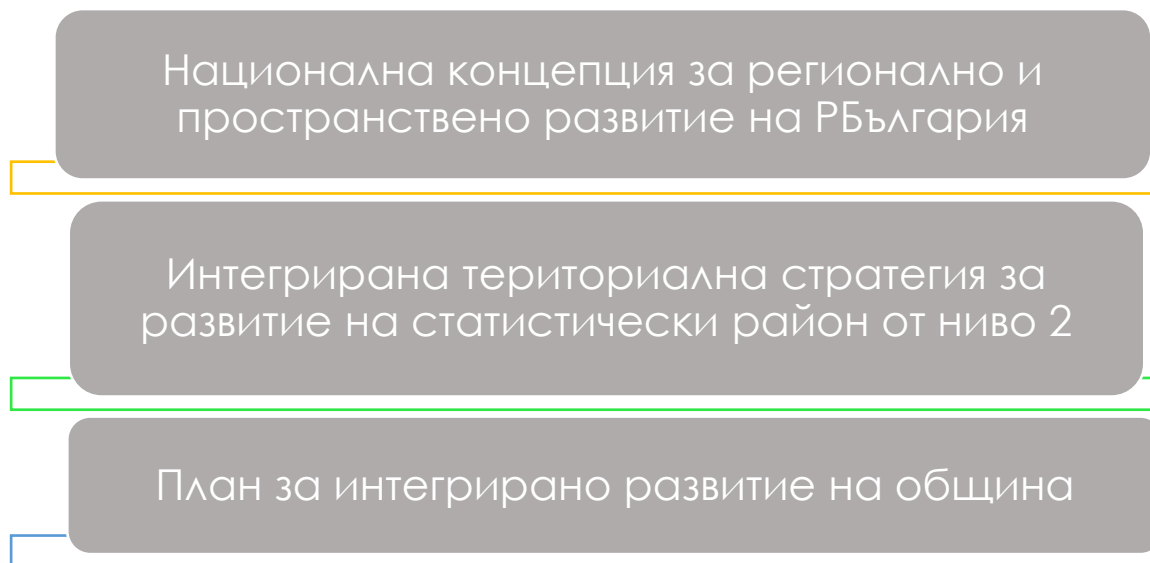 Национална концепция за регионално и
пространствено развитие на РБългария
Интегрирана териториална стратегия за
развитие на статистически район от ниво 2
План за интегрирано развитие на община